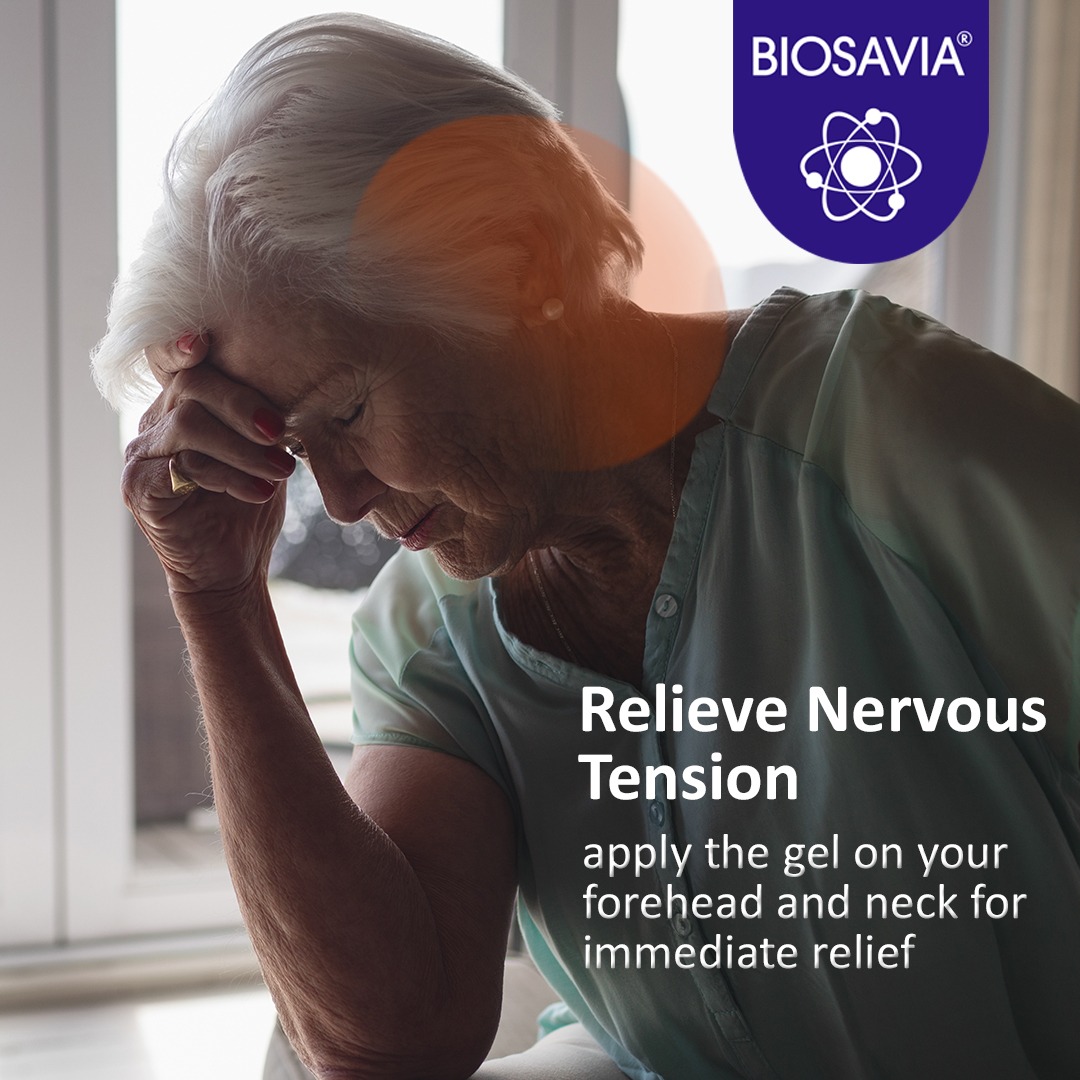 BIOSAVIA®
Relieve Nervous
Tension
apply the gel on your
forehead and neck for
immediate relief